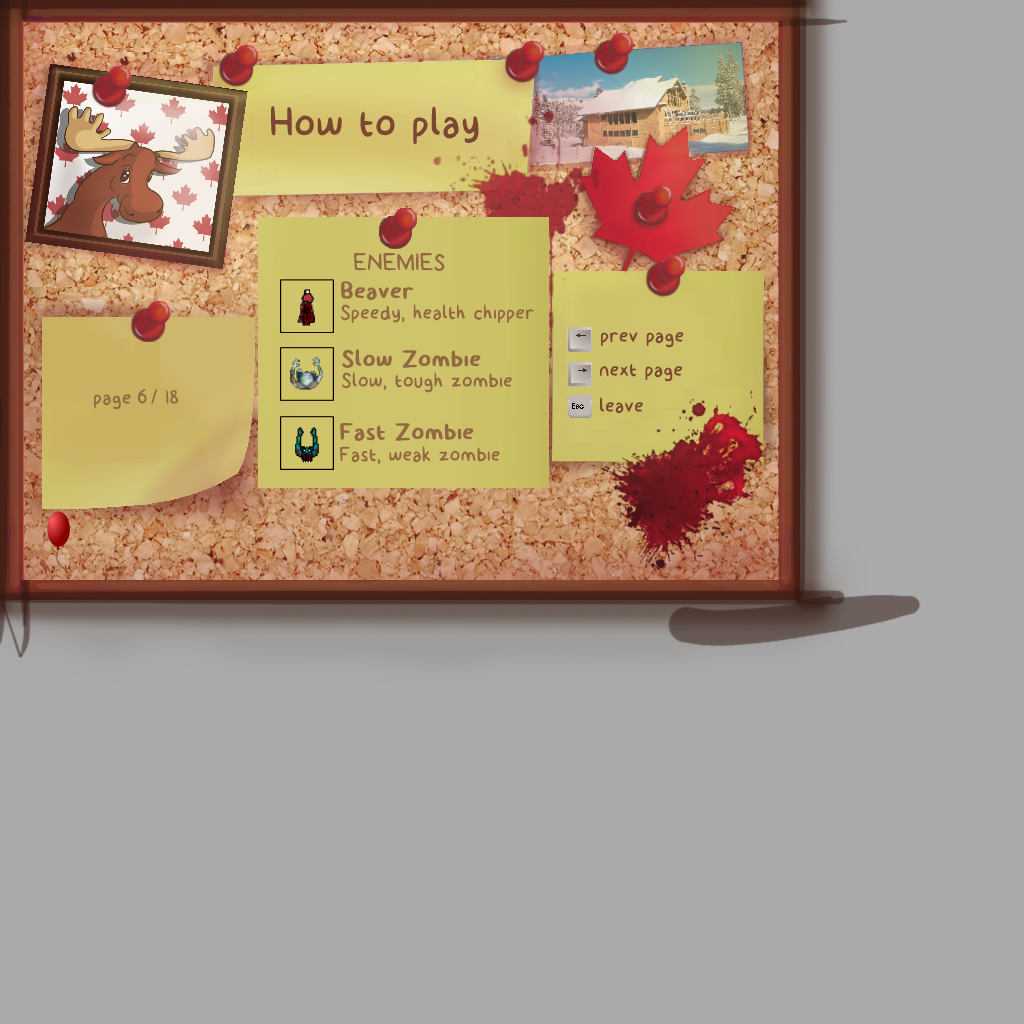 How to play
ENEMIES
Beaver
Speedy, health chipper
Slow Zombie
Slow, tough zombie
Fast Zombie
Fast, weak zombie
page 6/ 18
prev page
next page
Esc leave